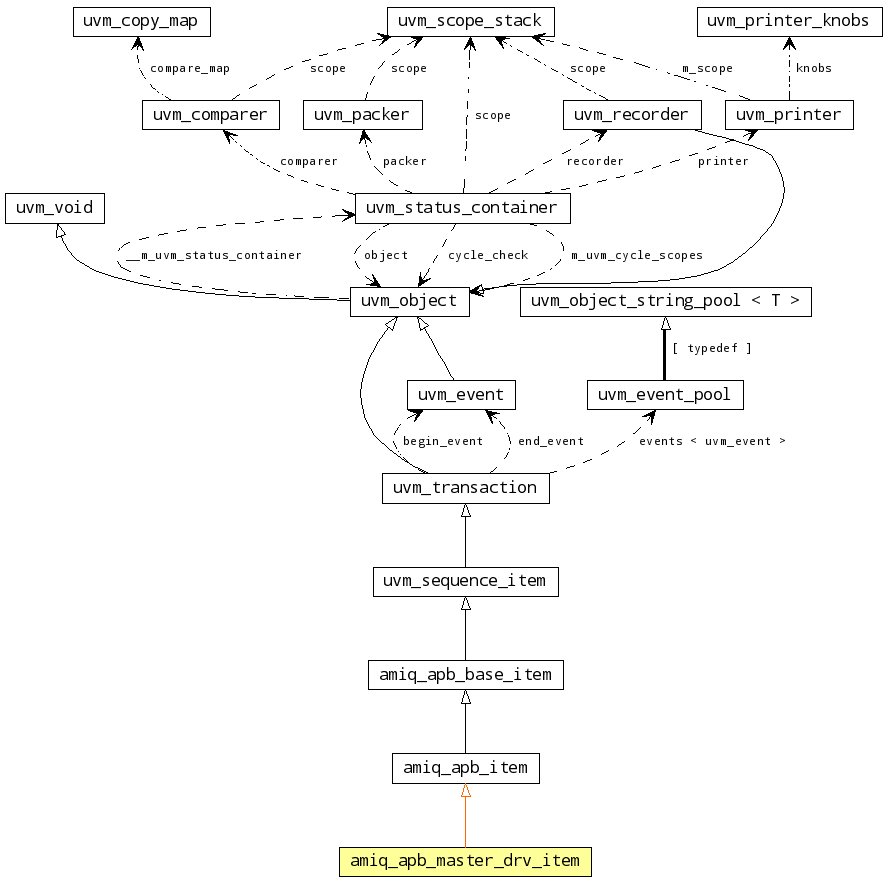 uvm_copy_map
uvm_scope_stack
uvm_printer_knobs
compare_map
scope
scope
scope
m_scope
knobs
uvm_comparer
uvm_packer
scope
uvm_recorder
uvm_printer
comparer
packer
recorder
printer
uvm_void
uvm_status_container
__m_uvm_status_container
object
cycle_check
m_uvm_cycle_scopes
uvm_object
uvm_object_string_pool < T >
[ typedef ]
uvm_event
uvm_event_pool
begin_event
end_event
events < uvm_event >
uvm_transaction
uvm_sequence_item
amiq_apb_base_item
amiq_apb_item
amiq_apb_master_drv_item